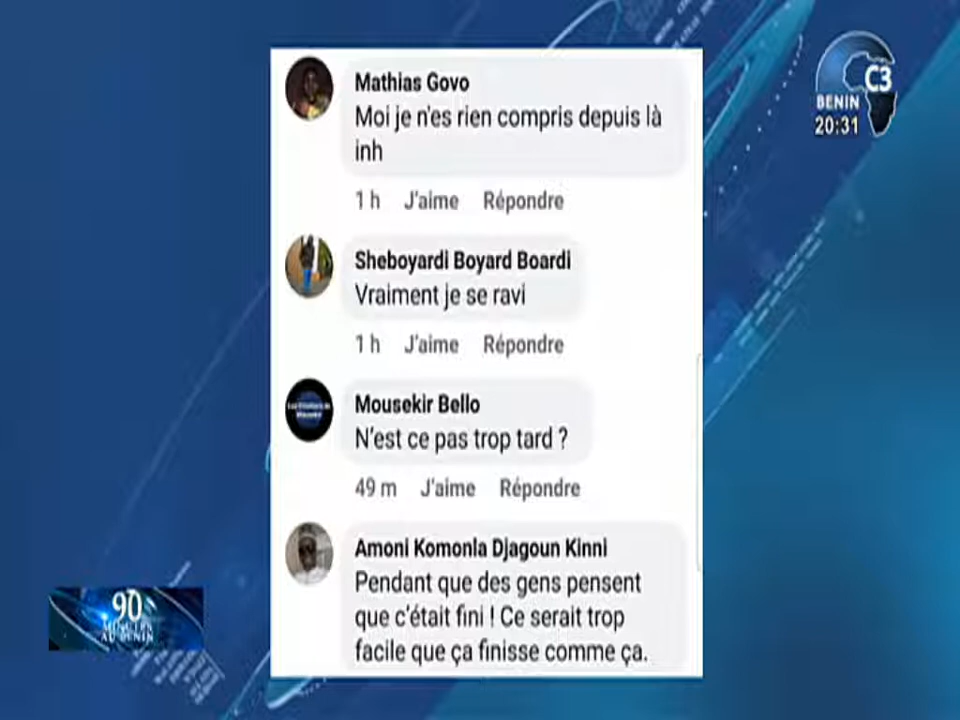 C3
BENIN
20:31
Mathias Govo
Moi je n'es rien compris depuis là
inh
1 h J'aime Répondre
Sheboyardi Boyard Boardi
Vraiment je se ravi
1 h J'aime Répondre
Mousekir Bello
N'est ce pas trop tard ?
49 m J'aime Répondre
Amoni Komonla Djagoun Kinni
Pendant que des gens pensent
que c'était fini ! Ce serait trop
facile que ça finisse comme ça.
90
MINUTES
AU BENIN